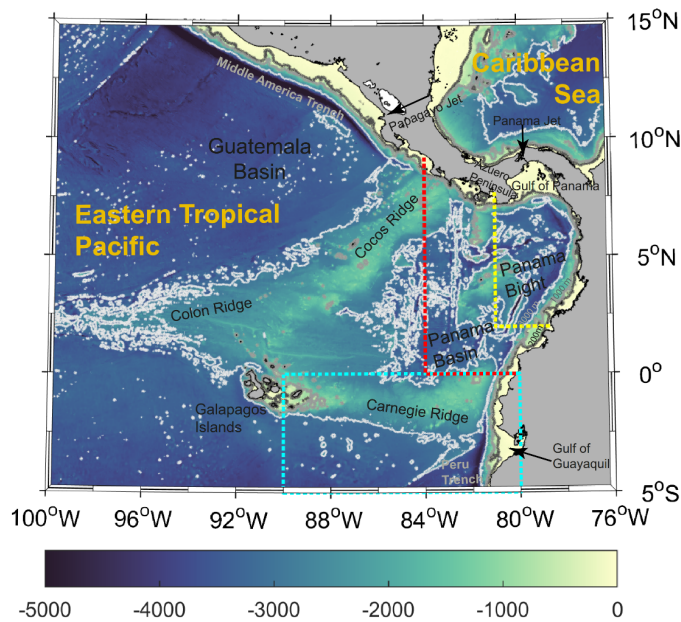 15°N
Middle America Trench
Caribbean
Sea
Papagayo Jet
Panama Jet
10°N
Guatemala
Basin
Azuero
Peninsula
Gulf of Panama
Eastern Tropical
Pacific
Cocos Ridge
5°N
Panama
Bight
Colon Ridge
Panama
Basin
0°
Galapagos
Islands
Carnegie Ridge
Gulf of
Guayaquil
Peru
Trench
5°S
100°W
96°W
92°W
88°W
84°W
80°W
76°W
-5000
-4000
-3000
-2000
-1000
0